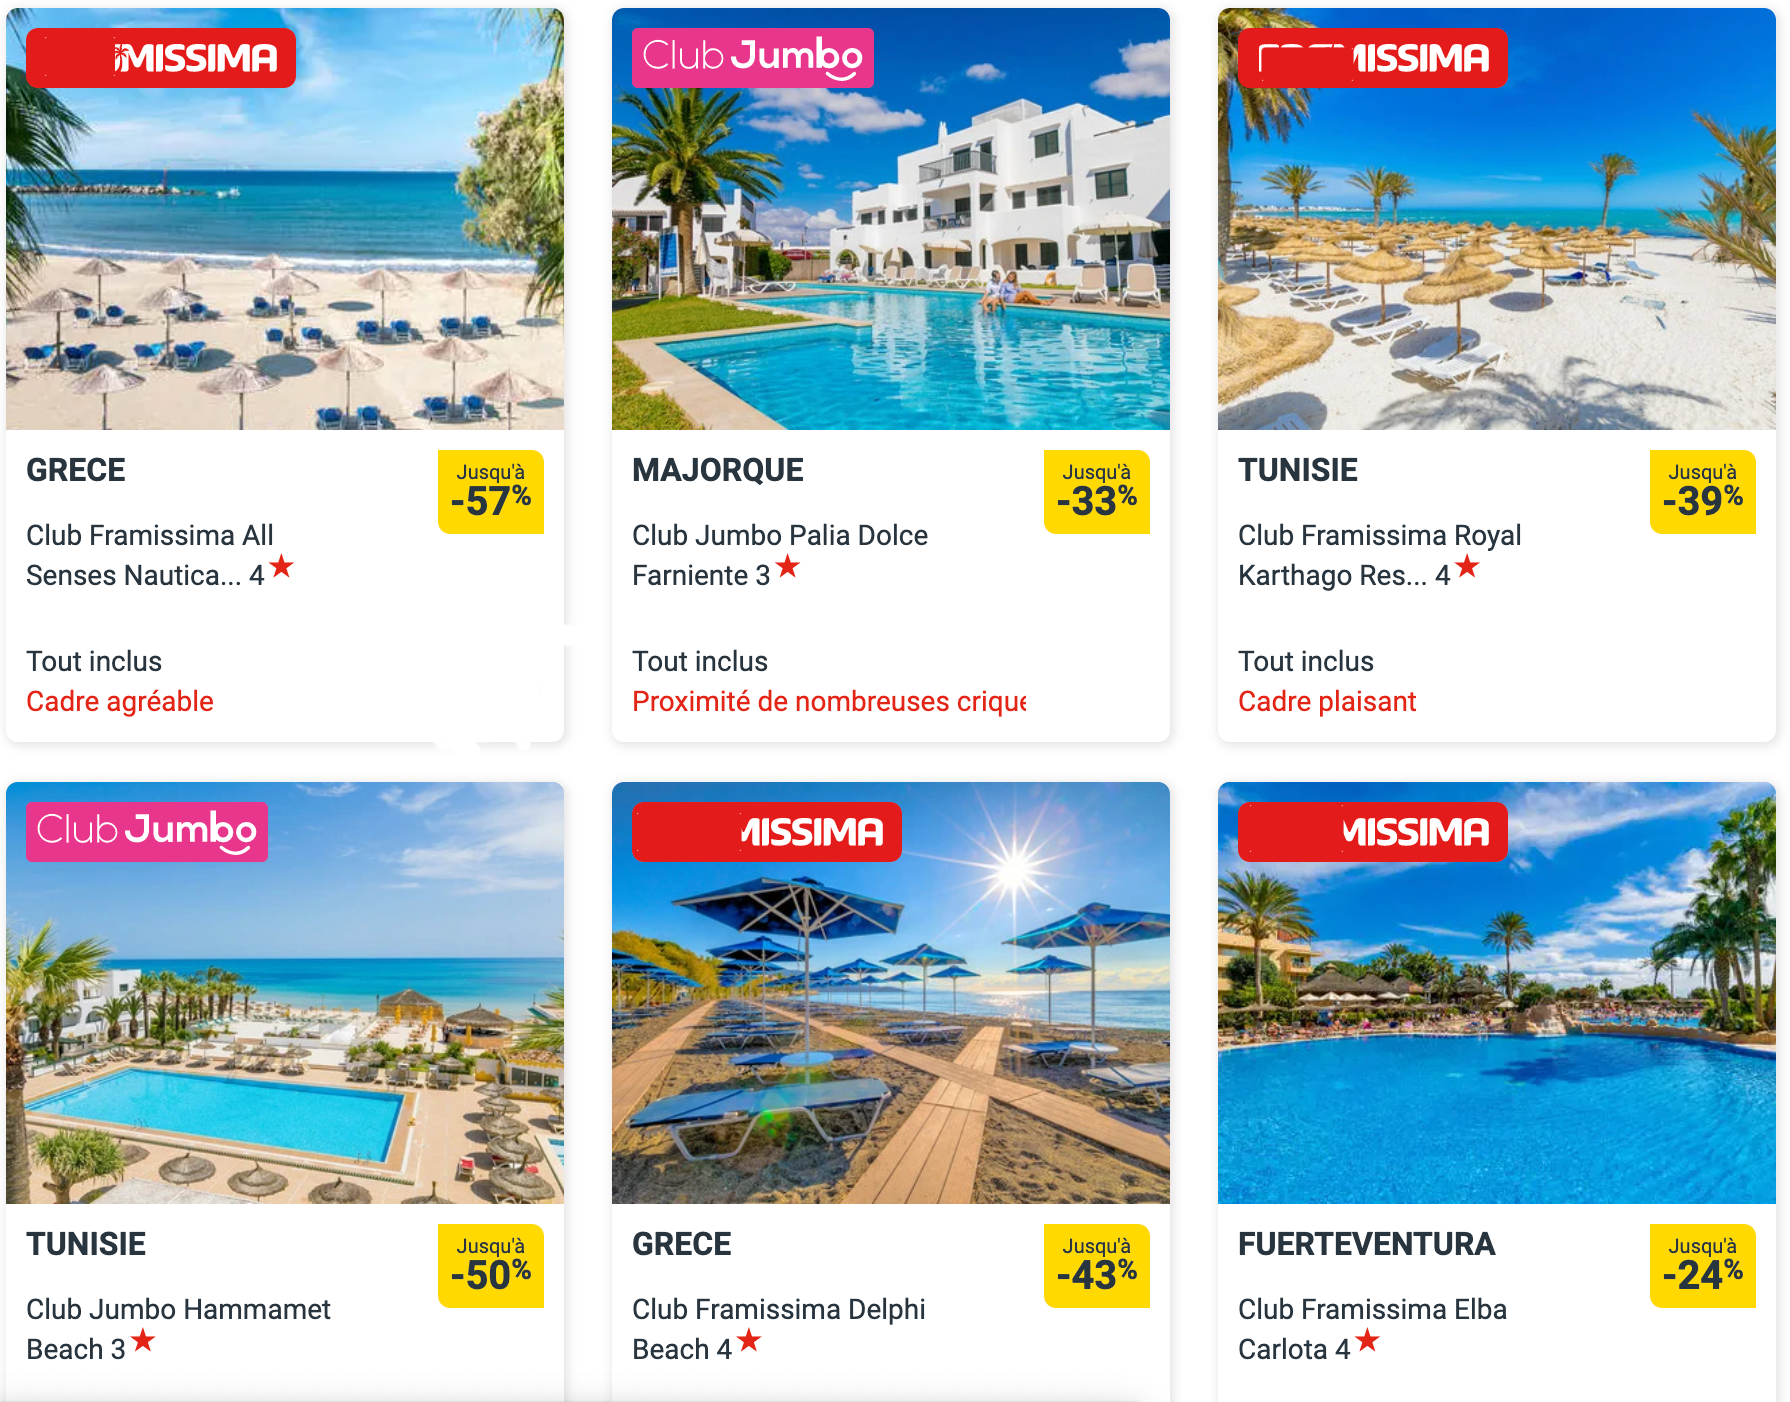 MISSIMA
Club Jumbo
MISSIMA
GRECE
Jusqu'à
-57%
Club Framissima All
Senses Nautica... 4★
Tout inclus
Cadre agréable
MAJORQUE
Jusqu'à
-33%
Club Jumbo Palia Dolce
Farniente 3★
Tout inclus
Proximité de nombreuses crique
TUNISIE
Jusqu'à
-39%
Club Framissima Royal
Karthago Res... 4★
Tout inclus
Cadre plaisant
Club Jumbo
MISSIMA
MISSIMA
TUNISIE
Jusqu'à
-50%
Club Jumbo Hammamet
Beach 3★
GRECE
Jusqu'à
-43%
Club Framissima Delphi
Beach 4★
FUERTEVENTURA
Jusqu'à
-24%
Club Framissima Elba
Carlota 4★